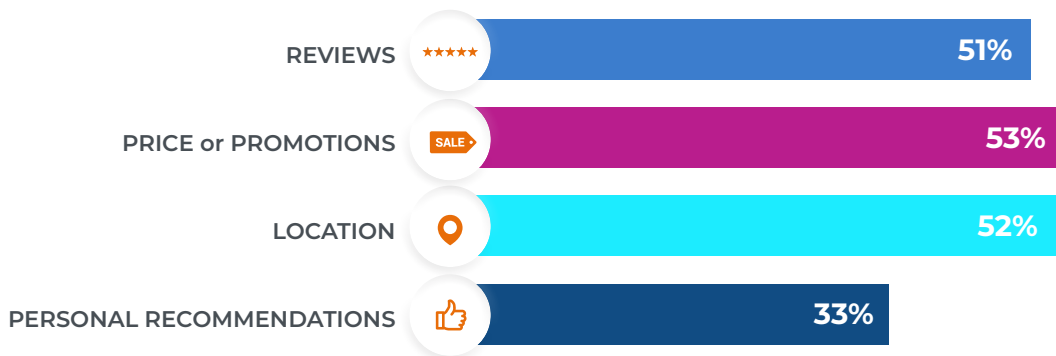 REVIEWS 51%
PRICE or PROMOTIONS SALE 53%
LOCATION 52%
PERSONAL RECOMMENDATIONS 33%